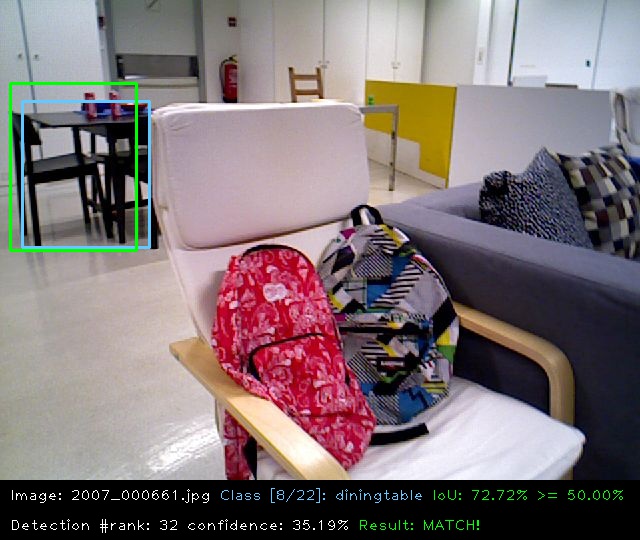 Image: 2007_000661.jpg Class [8/22]: diningtable IoU: 72.72% >= 50.00%
Detection #rank: 32 confidence: 35.19% Result: MATCH!